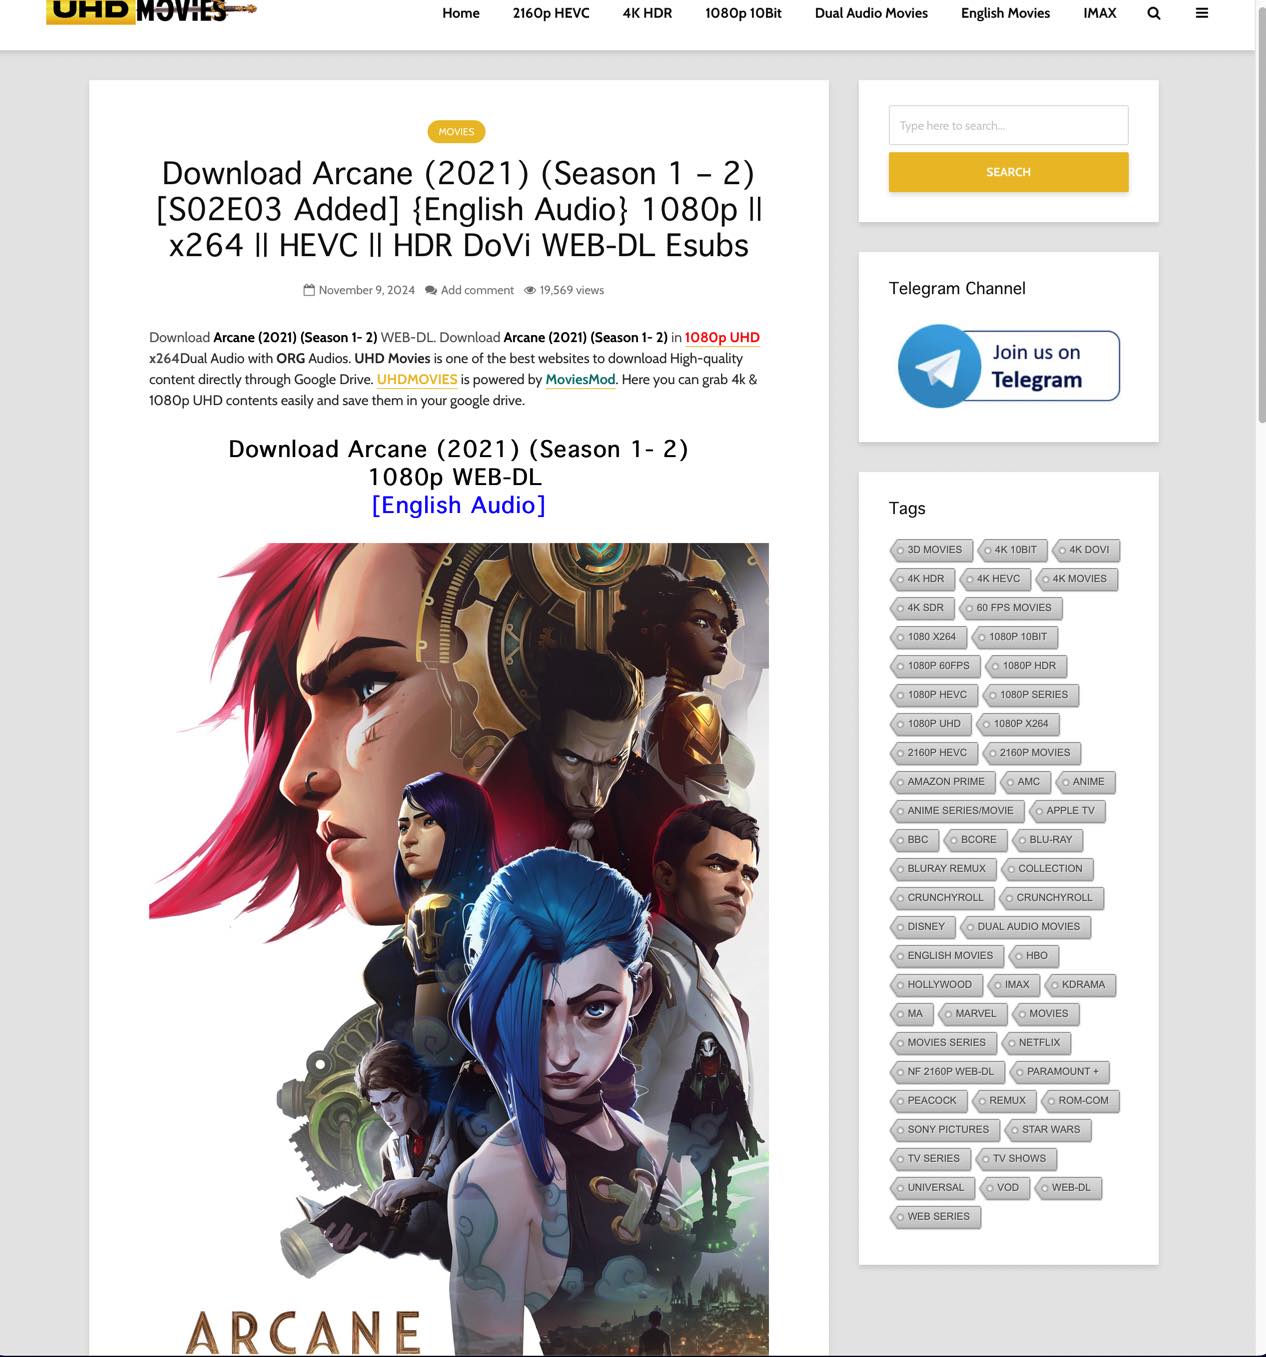 UHD MOVIES
Home 2160p HEVC 4K HDR 1080p 10Bit Dual Audio Movies English Movies IMAX
MOVIES
Download Arcane (2021) (Season 1 – 2)
[S02E03 Added] {English Audio} 1080p ||
x264 || HEVC || HDR DoVi WEB-DL Esubs
November 9, 2024 Add comment 19,569 views
Download Arcane (2021) (Season 1- 2) WEB-DL. Download Arcane (2021) (Season 1- 2) in 1080p UHD
x264Dual Audio with ORG Audios. UHD Movies is one of the best websites to download High-quality
content directly through Google Drive. UHDMOVIES is powered by MoviesMod. Here you can grab 4k &
1080p UHD contents easily and save them in your google drive.
Download Arcane (2021) (Season 1- 2)
1080p WEB-DL
[English Audio]
ARCANE
Type here to search...
SEARCH
Telegram Channel
Join us on
Telegram
Tags
3D MOVIES 4K 10BIT 4K DOVI
4K HDR 4K HEVC 4K MOVIES
4K SDR 60 FPS MOVIES
1080 X264 1080P 10BIT
1080P 60FPS 1080P HDR
1080P HEVC 1080P SERIES
1080P UHD 1080P X264
2160P HEVC 2160P MOVIES
AMAZON PRIME AMC ANIME
ANIME SERIES/MOVIE APPLE TV
BBC BCORE BLU-RAY
BLURAY REMUX COLLECTION
CRUNCHYROLL CRUNCHYROLL
DISNEY DUAL AUDIO MOVIES
ENGLISH MOVIES HBO
HOLLYWOOD IMAX KDRAMA
MA MARVEL MOVIES
MOVIES SERIES NETFLIX
NF 2160P WEB-DL PARAMOUNT +
PEACOCK REMUX ROM-COM
SONY PICTURES STAR WARS
TV SERIES TV SHOWS
UNIVERSAL VOD WEB-DL
WEB SERIES